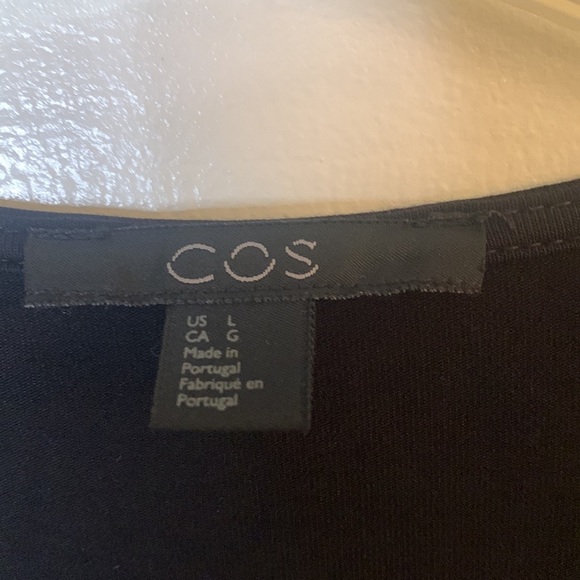 COS
US L
CA G
Made in
Portugal
Fabriqué en
Portugal